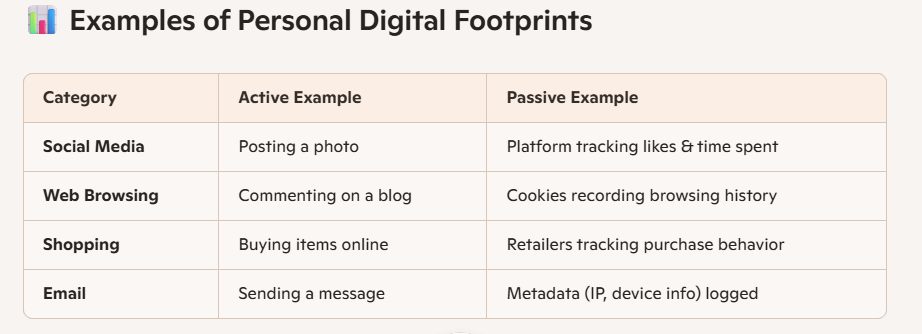 Examples of Personal Digital Footprints
Category Active Example Passive Example
Social Media Posting a photo Platform tracking likes & time spent
Web Browsing Commenting on a blog Cookies recording browsing history
Shopping Buying items online Retailers tracking purchase behavior
Email Sending a message Metadata (IP, device info) logged